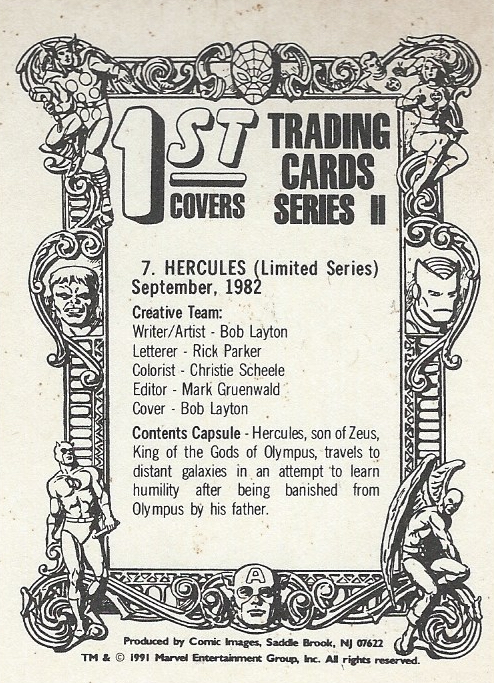 1ST
COVERS
TRADING
CARDS
SERIES II
7. HERCULES (Limited Series)
September, 1982
Creative Team:
Writer/Artist - Bob Layton
Letterer - Rick Parker
Colorist - Christie Scheele
Editor - Mark Gruenwald
Cover - Bob Layton
Contents Capsule - Hercules, son of Zeus,
King of the Gods of Olympus, travels to
distant galaxies in an attempt to learn
humility after being banished from
Olympus by his father.
A
Produced by Comic Images, Saddle Brook, NJ 07622
TM & © 1991 Marvel Entertainment Group, Inc. All rights reserved.